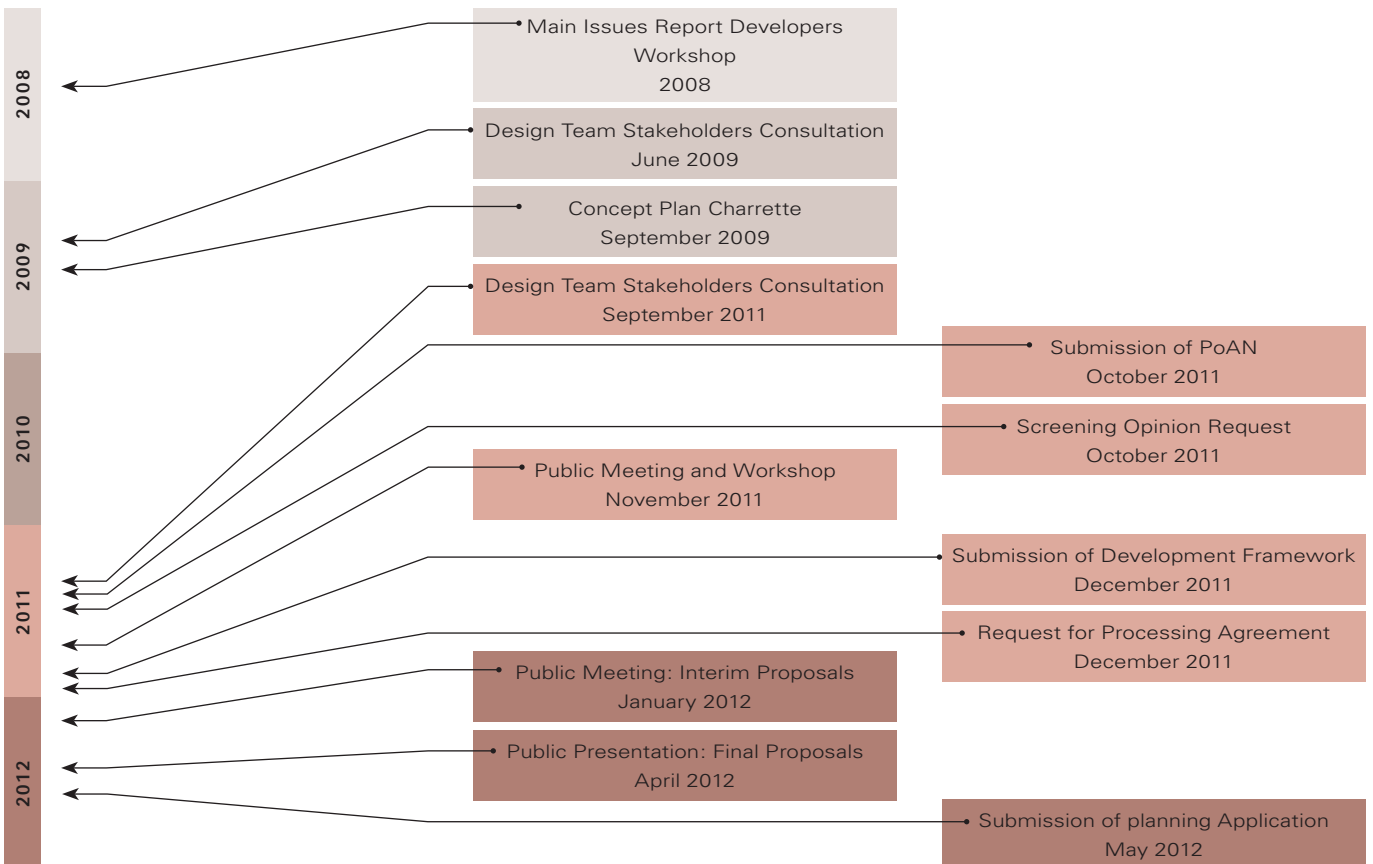 2008
2009
2010
2011
2012
Main Issues Report Developers
Workshop
2008
Design Team Stakeholders Consultation
June 2009
Concept Plan Charrette
September 2009
Design Team Stakeholders Consultation
September 2011
Submission of PoAN
October 2011
Screening Opinion Request
October 2011
Public Meeting and Workshop
November 2011
Submission of Development Framework
December 2011
Request for Processing Agreement
December 2011
Public Meeting: Interim Proposals
January 2012
Public Presentation: Final Proposals
April 2012
Submission of planning Application
May 2012